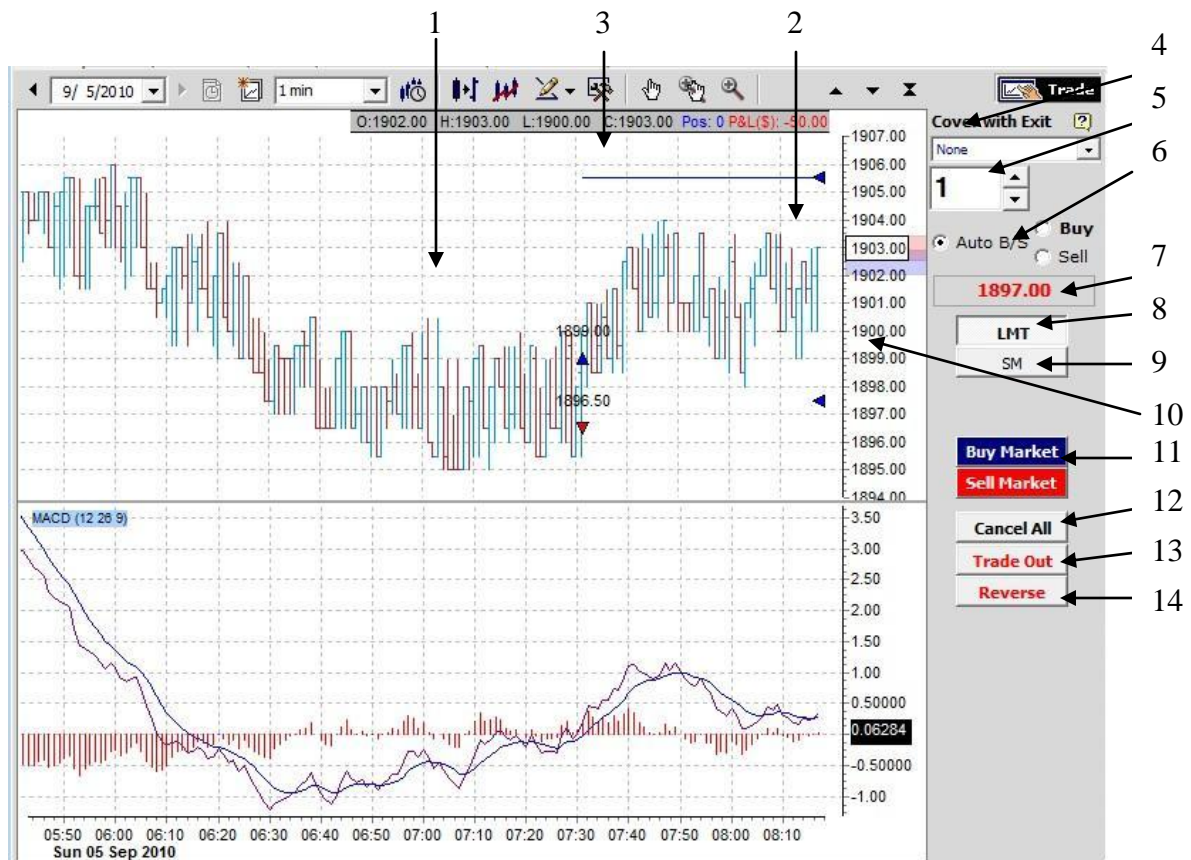 1 3 2
4
5
6
7
8
9
10
11
12
13
14
9/ 5/2010 1 min Trade
O:1902.00 H:1903.00 L:1900.00 C:1903.00 Pos: 0 P&L($): -50.00
Cover with Exit ?
None
1
Auto B/S Buy
Sell
1897.00
LMT
SM
Buy Market
Sell Market
Cancel All
Trade Out
Reverse
1907.00
1906.00
1905.00
1904.00
1903.00
1902.00
1901.00
1900.00
1899.00
1898.00
1897.00
1896.00
1895.00
1894.00
1899.00
1896.50
MACD (12 26 9)
3.50
3.00
2.50
2.00
1.50
1.00
0.50000
0.06284
-0.50000
-1.00
05:50 06:00 06:10 06:20 06:30 06:40 06:50 07:00 07:10 07:20 07:30 07:40 07:50 08:00 08:10
Sun 05 Sep 2010